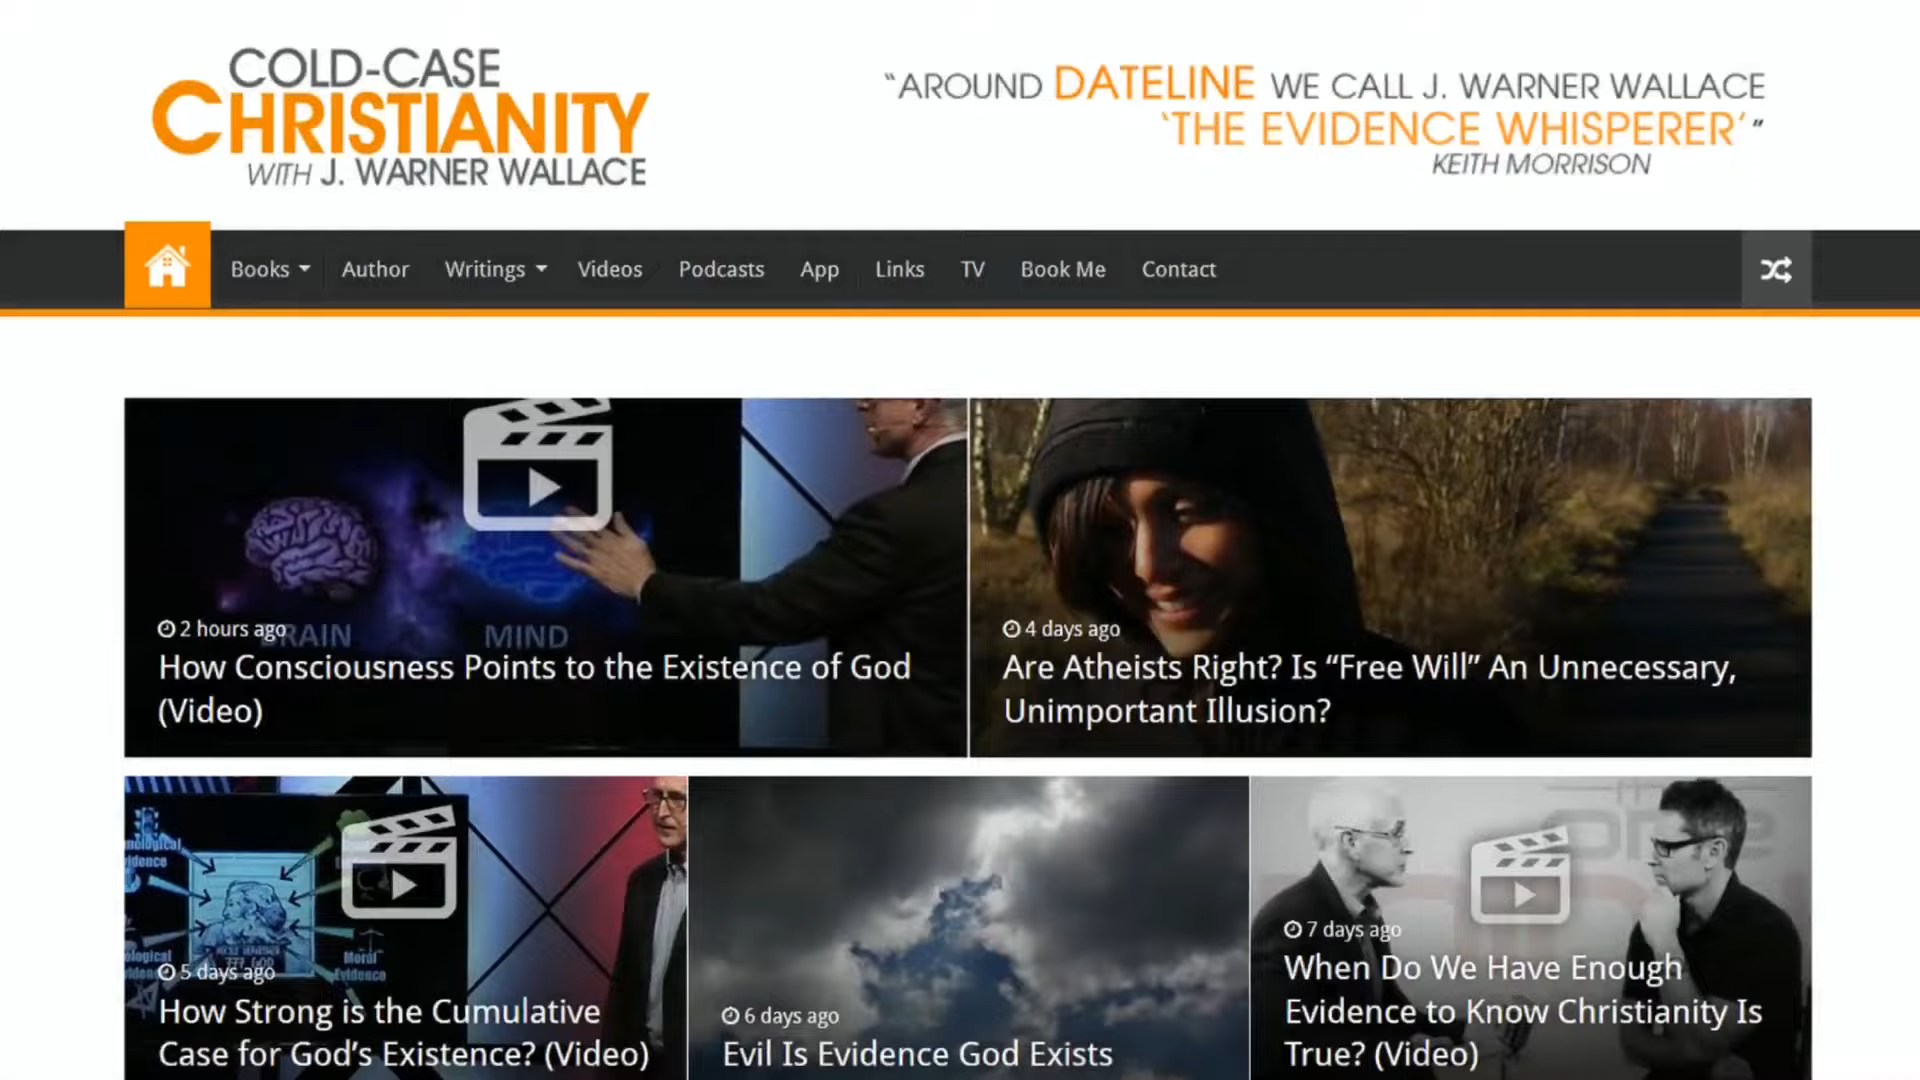 COLD-CASE
CHRISTIANITY
WITH J. WARNER WALLACE
“AROUND DATELINE WE CALL J. WARNER WALLACE
‘THE EVIDENCE WHISPERER’”
KEITH MORRISON
Books Author Writings Videos Podcasts App Links TV Book Me Contact
BRAIN MIND
2 hours ago
How Consciousness Points to the Existence of God
(Video)
4 days ago
Are Atheists Right? Is “Free Will” An Unnecessary,
Unimportant Illusion?
Moral
Evidence
5 days ago
How Strong is the Cumulative
Case for God’s Existence? (Video)
6 days ago
Evil Is Evidence God Exists
7 days ago
When Do We Have Enough
Evidence to Know Christianity Is
True? (Video)